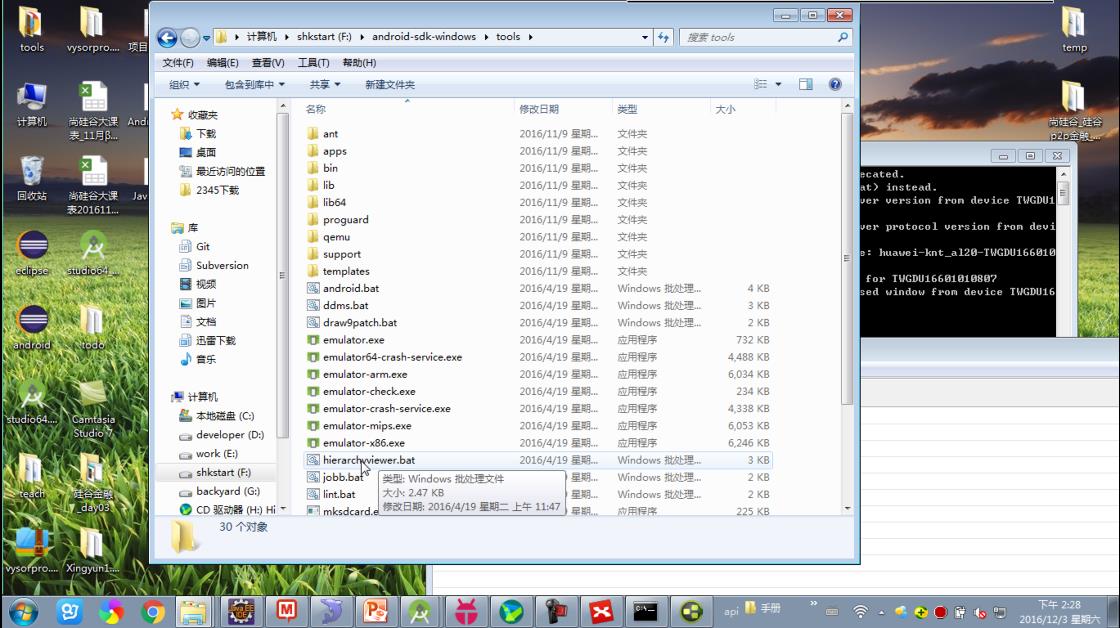 计算机 shkstart (F:) android-sdk-windows tools
搜索 tools
文件(F) 编辑(E) 查看(V) 工具(T) 帮助(H)
组织 包含到库中 共享 新建文件夹
收藏夹
下载
桌面
最近访问的位置
2345下载
库
Git
Subversion
视频
图片
文档
迅雷下载
音乐
计算机
本地磁盘 (C:)
developer (D:)
work (E:)
shkstart (F:)
backyard (G:)
CD 驱动器 (H:) Hi
名称 修改日期 类型 大小
ant 2016/11/9 星期... 文件夹
apps 2016/11/9 星期... 文件夹
bin 2016/11/9 星期... 文件夹
lib 2016/11/9 星期... 文件夹
lib64 2016/11/9 星期... 文件夹
proguard 2016/11/9 星期... 文件夹
qemu 2016/11/9 星期... 文件夹
support 2016/11/9 星期... 文件夹
templates 2016/11/9 星期... 文件夹
android.bat 2016/4/19 星期... Windows 批处理... 4 KB
ddms.bat 2016/4/19 星期... Windows 批处理... 3 KB
draw9patch.bat 2016/4/19 星期... Windows 批处理... 2 KB
emulator.exe 2016/4/19 星期... 应用程序 732 KB
emulator64-crash-service.exe 2016/4/19 星期... 应用程序 4,488 KB
emulator-arm.exe 2016/4/19 星期... 应用程序 6,034 KB
emulator-check.exe 2016/4/19 星期... 应用程序 234 KB
emulator-crash-service.exe 2016/4/19 星期... 应用程序 4,338 KB
emulator-mips.exe 2016/4/19 星期... 应用程序 6,053 KB
emulator-x86.exe 2016/4/19 星期... 应用程序 6,246 KB
hierarchyviewer.bat 2016/4/19 星期... Windows 批处理... 3 KB
jobb.bat 2 KB
lint.bat 2 KB
mksdcard.e 225 KB
类型: Windows 批处理文件
大小: 2.47 KB
修改日期: 2016/4/19 星期二 上午 11:47
30 个对象
tools
vysorpro....
项目
计算机
尚硅谷大课
表_11月β...
And
回收站
尚硅谷大课
表201611...
Jav
eclipse
studio64_...
android
todo
studio64....
Camtasia
Studio 7
teach
硅谷金融
_day03
vysorpro....
Xingyun1:...
temp
尚硅谷_硅谷
p2p金融_...
ecated.
at) instead.
er version from device TWGDU1
er protocol version from devi
e: huawei-knt_al20-TWGDU16601
for TWGDU16601010807
sed window from device TWGDU16
api 手册
下午 2:28
2016/12/3 星期六